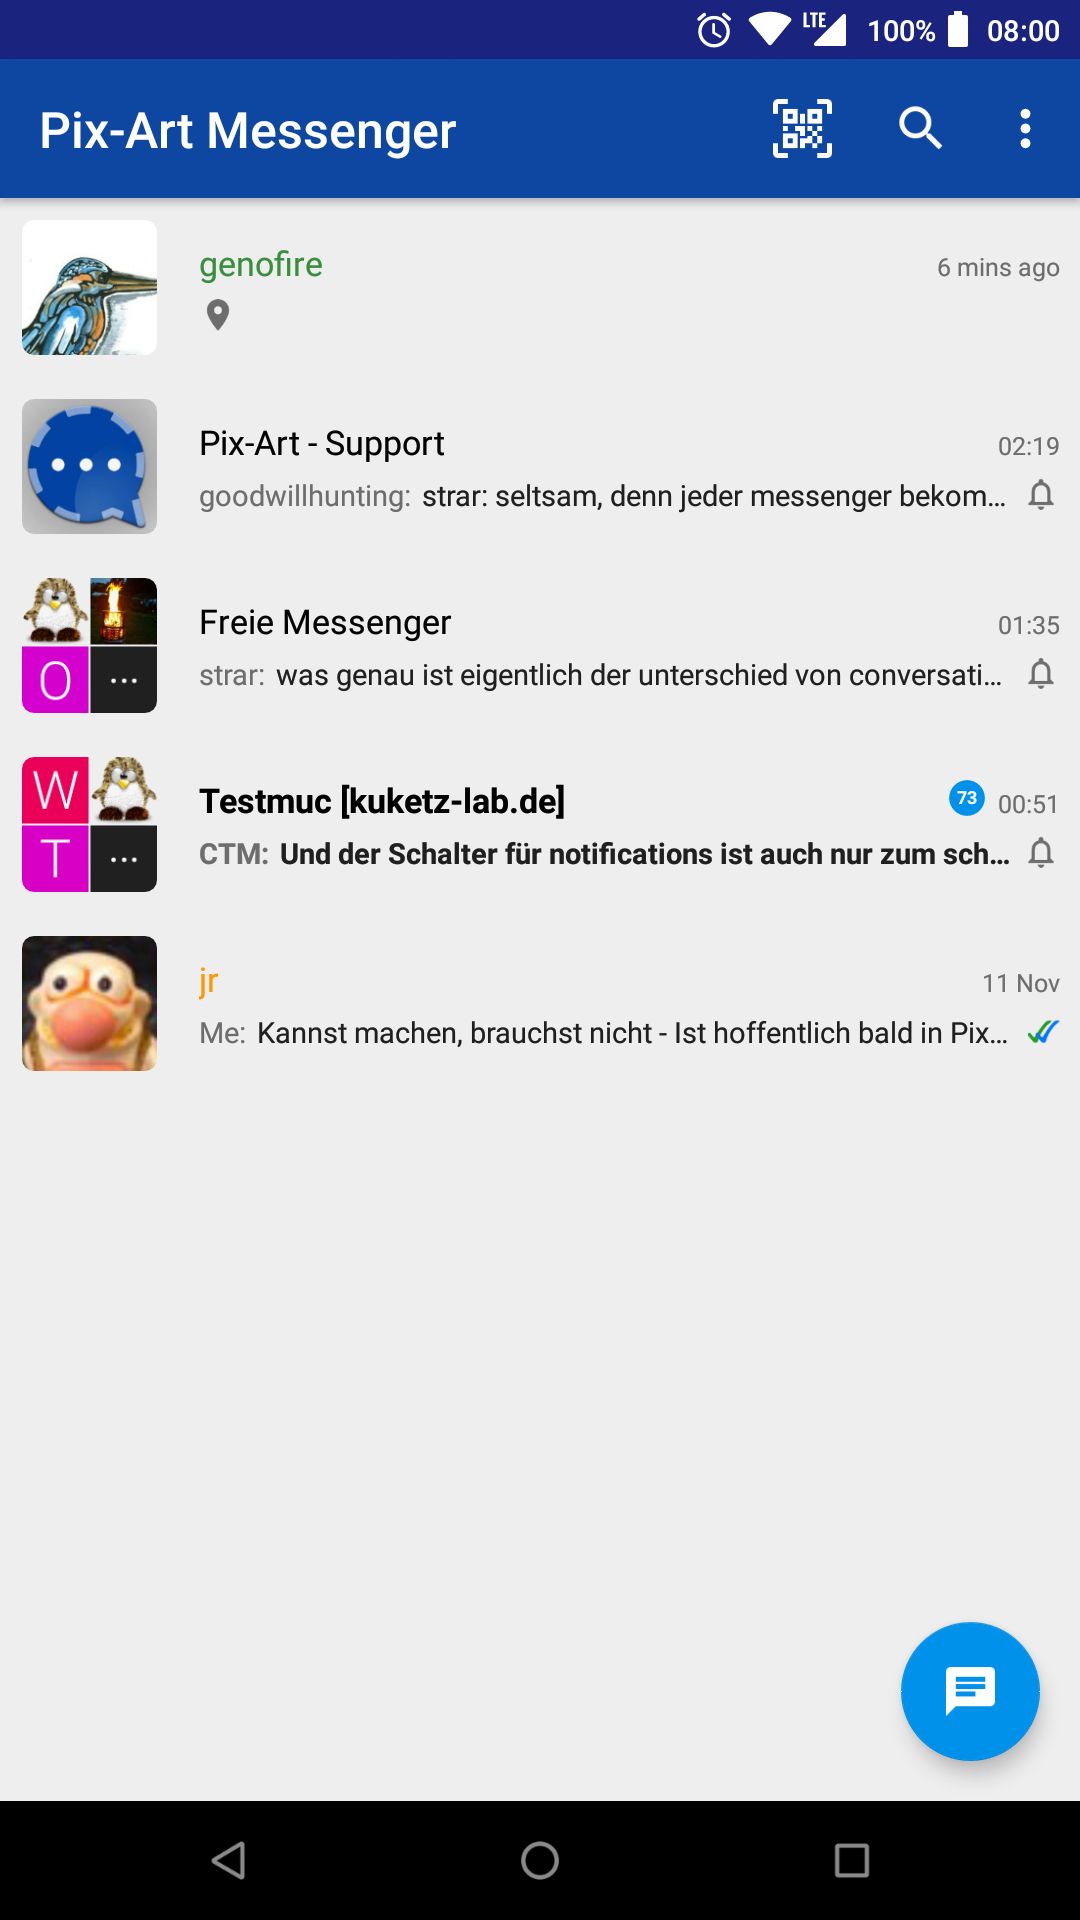 LTE 100% 08:00
Pix-Art Messenger
genofire 6 mins ago
Pix-Art - Support 02:19
goodwillhunting: strar: seltsam, denn jeder messenger bekom...
Freie Messenger 01:35
O
strar: was genau ist eigentlich der unterschied von conversati...
W
Testmuc [kuketz-lab.de] 73 00:51
T
CTM: Und der Schalter für notifications ist auch nur zum sch...
jr 11 Nov
Me: Kannst machen, brauchst nicht - Ist hoffentlich bald in Pix...